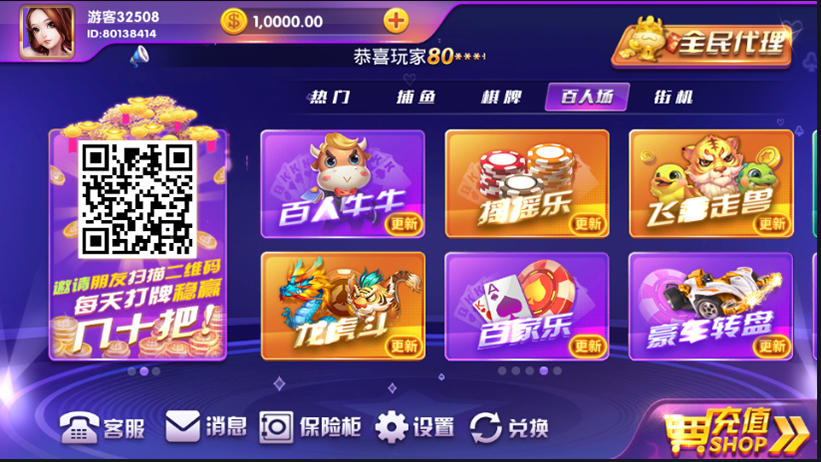 游客32508
ID:80138414
1,0000.00
恭喜玩家80****
全民代理
热门
捕鱼
棋牌
百人场
街机
邀请朋友扫描二维码
每天打牌稳赢
几十把!
百人牛牛
更新
摇摇乐
更新
飞禽走兽
更新
龙虎斗
更新
百家乐
更新
豪车转盘
更新
客服
消息
保险柜
设置
兑换
充值
SHOP